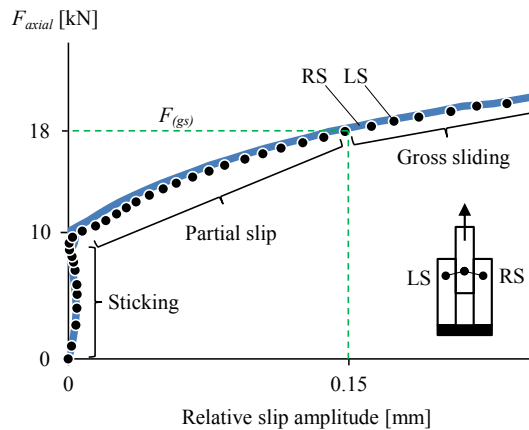 F_axial [kN]
RS LS
F_(gs)
18
Gross sliding
10
Partial slip
LS RS
Sticking
0
0 0.15
Relative slip amplitude [mm]